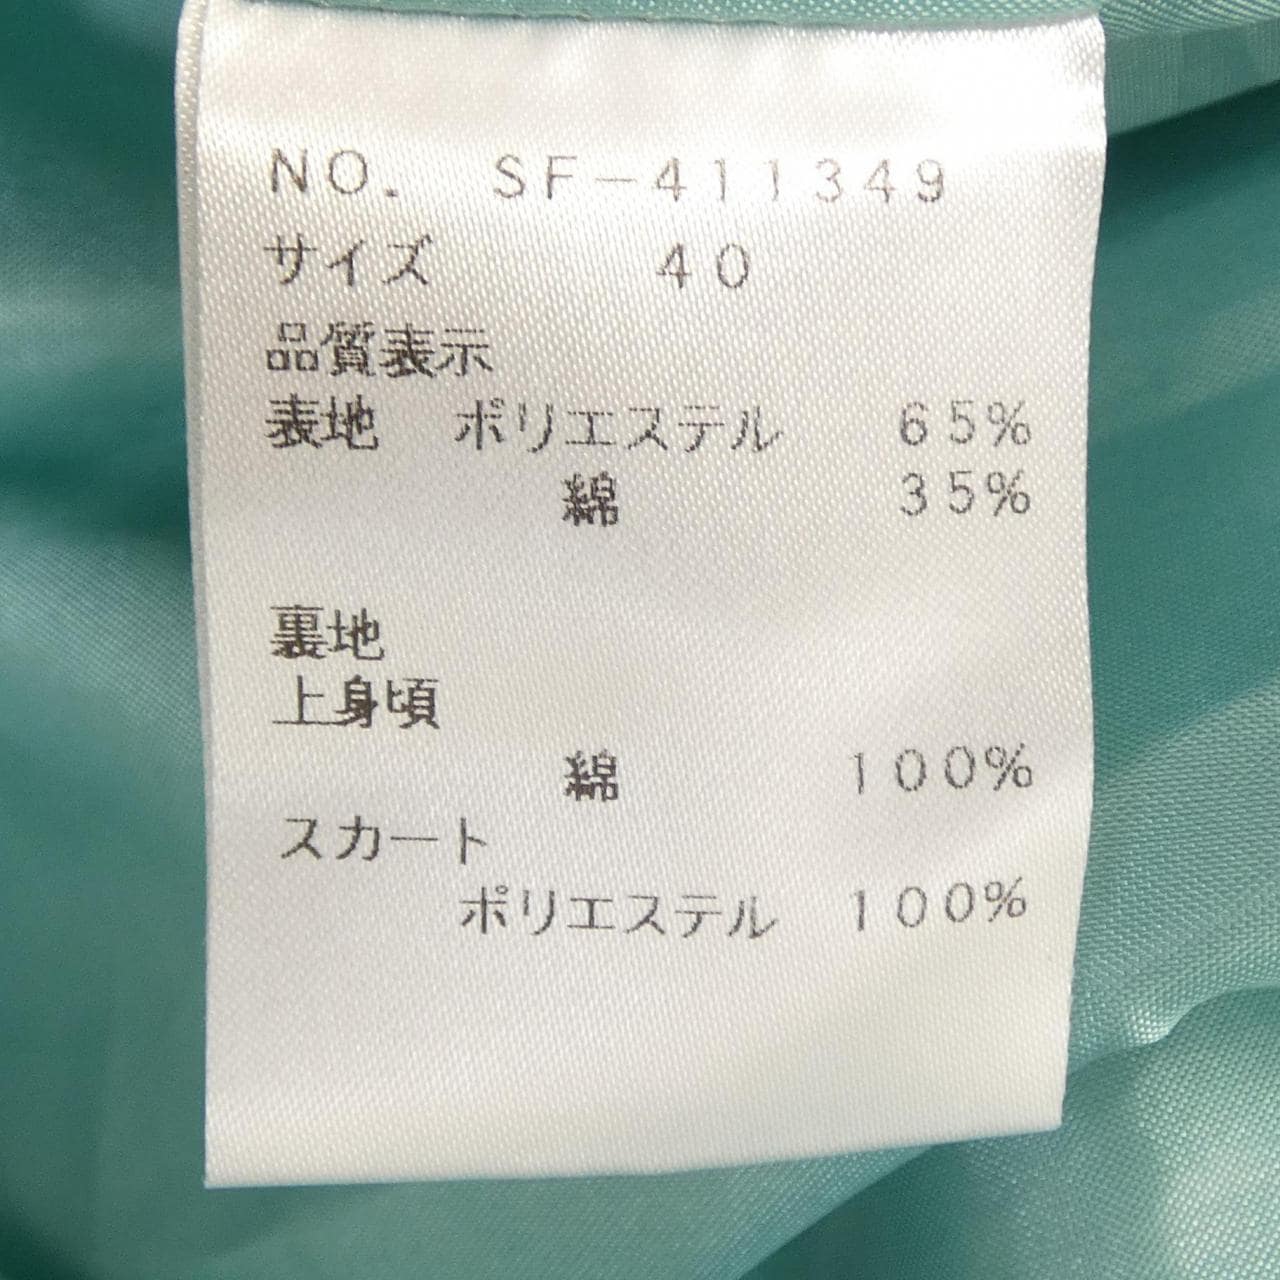 NO. SF-411349
サイズ 40
品質表示
表地 ポリエステル 65%
綿 35%
裏地
上身頃
綿 100%
スカート
ポリエステル 100%